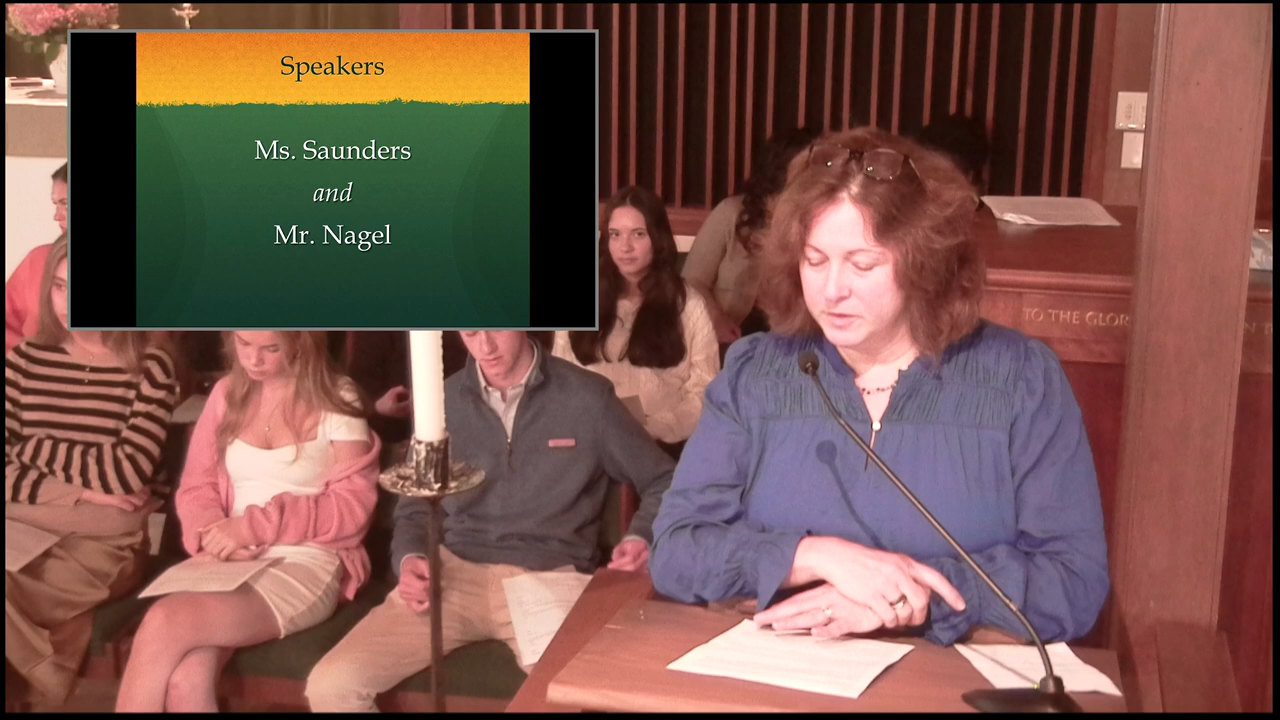 Speakers
Ms. Saunders
and
Mr. Nagel
TO THE GLOR